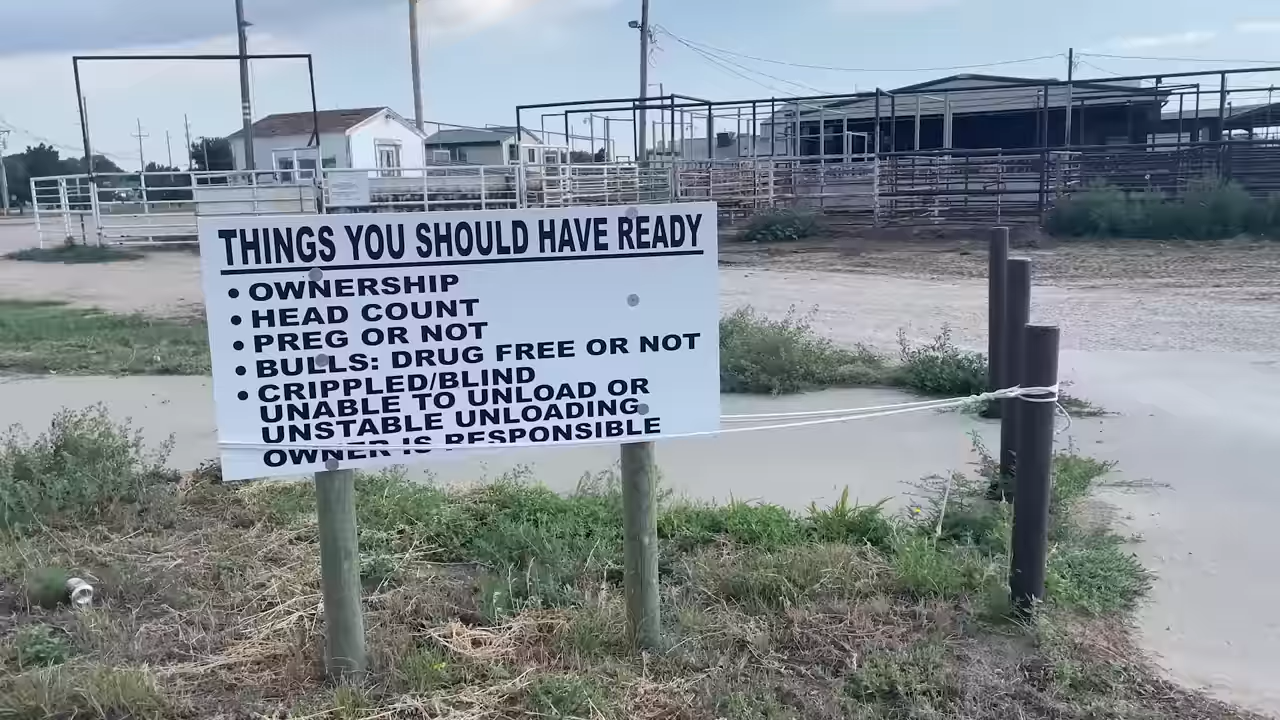 THINGS YOU SHOULD HAVE READY
• OWNERSHIP
• HEAD COUNT
• PREG OR NOT
• BULLS: DRUG FREE OR NOT
• CRIPPLED/BLIND
UNABLE TO UNLOAD OR
UNSTABLE UNLOADING
OWNER IS RESPONSIBLE